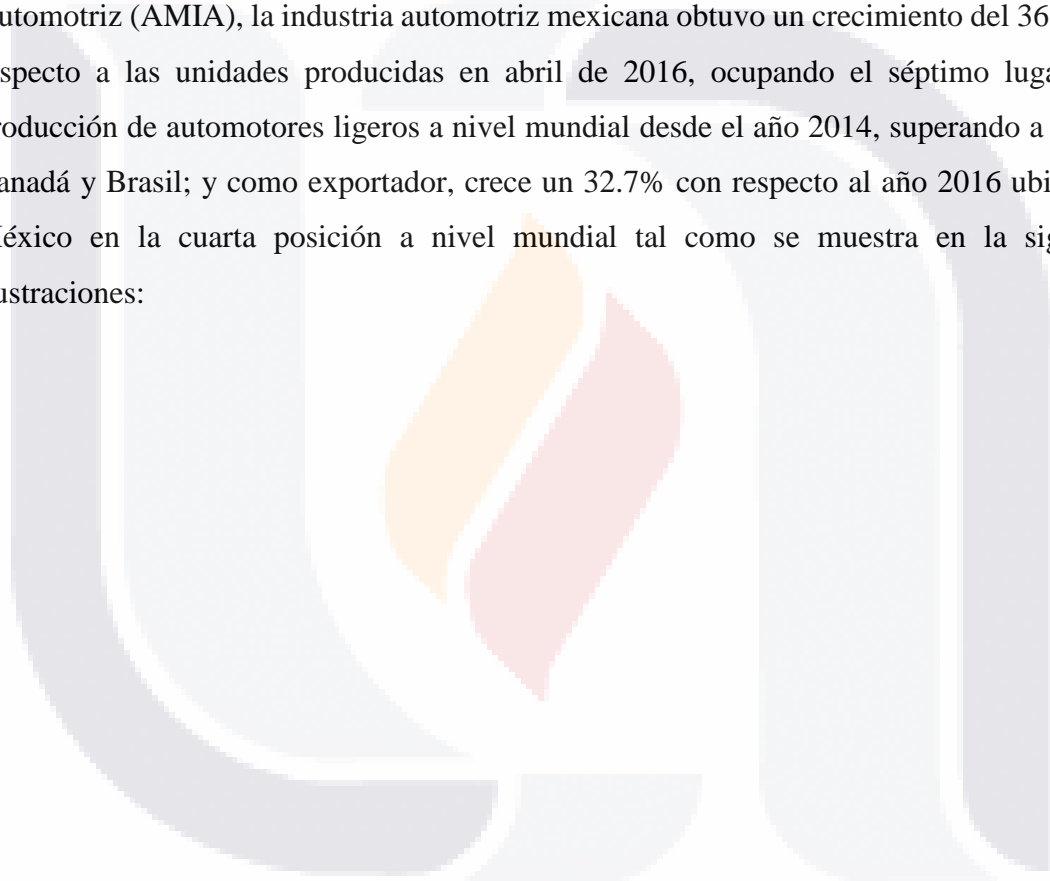 utomotriz (AMIA), la industria automotriz mexicana obtuvo un crecimiento del 36
specto a las unidades producidas en abril de 2016, ocupando el séptimo luga
roducción de automotores ligeros a nivel mundial desde el año 2014, superando a
anadá y Brasil; y como exportador, crece un 32.7% con respecto al año 2016 ubi
éxico en la cuarta posición a nivel mundial tal como se muestra en la sig
ustraciones: